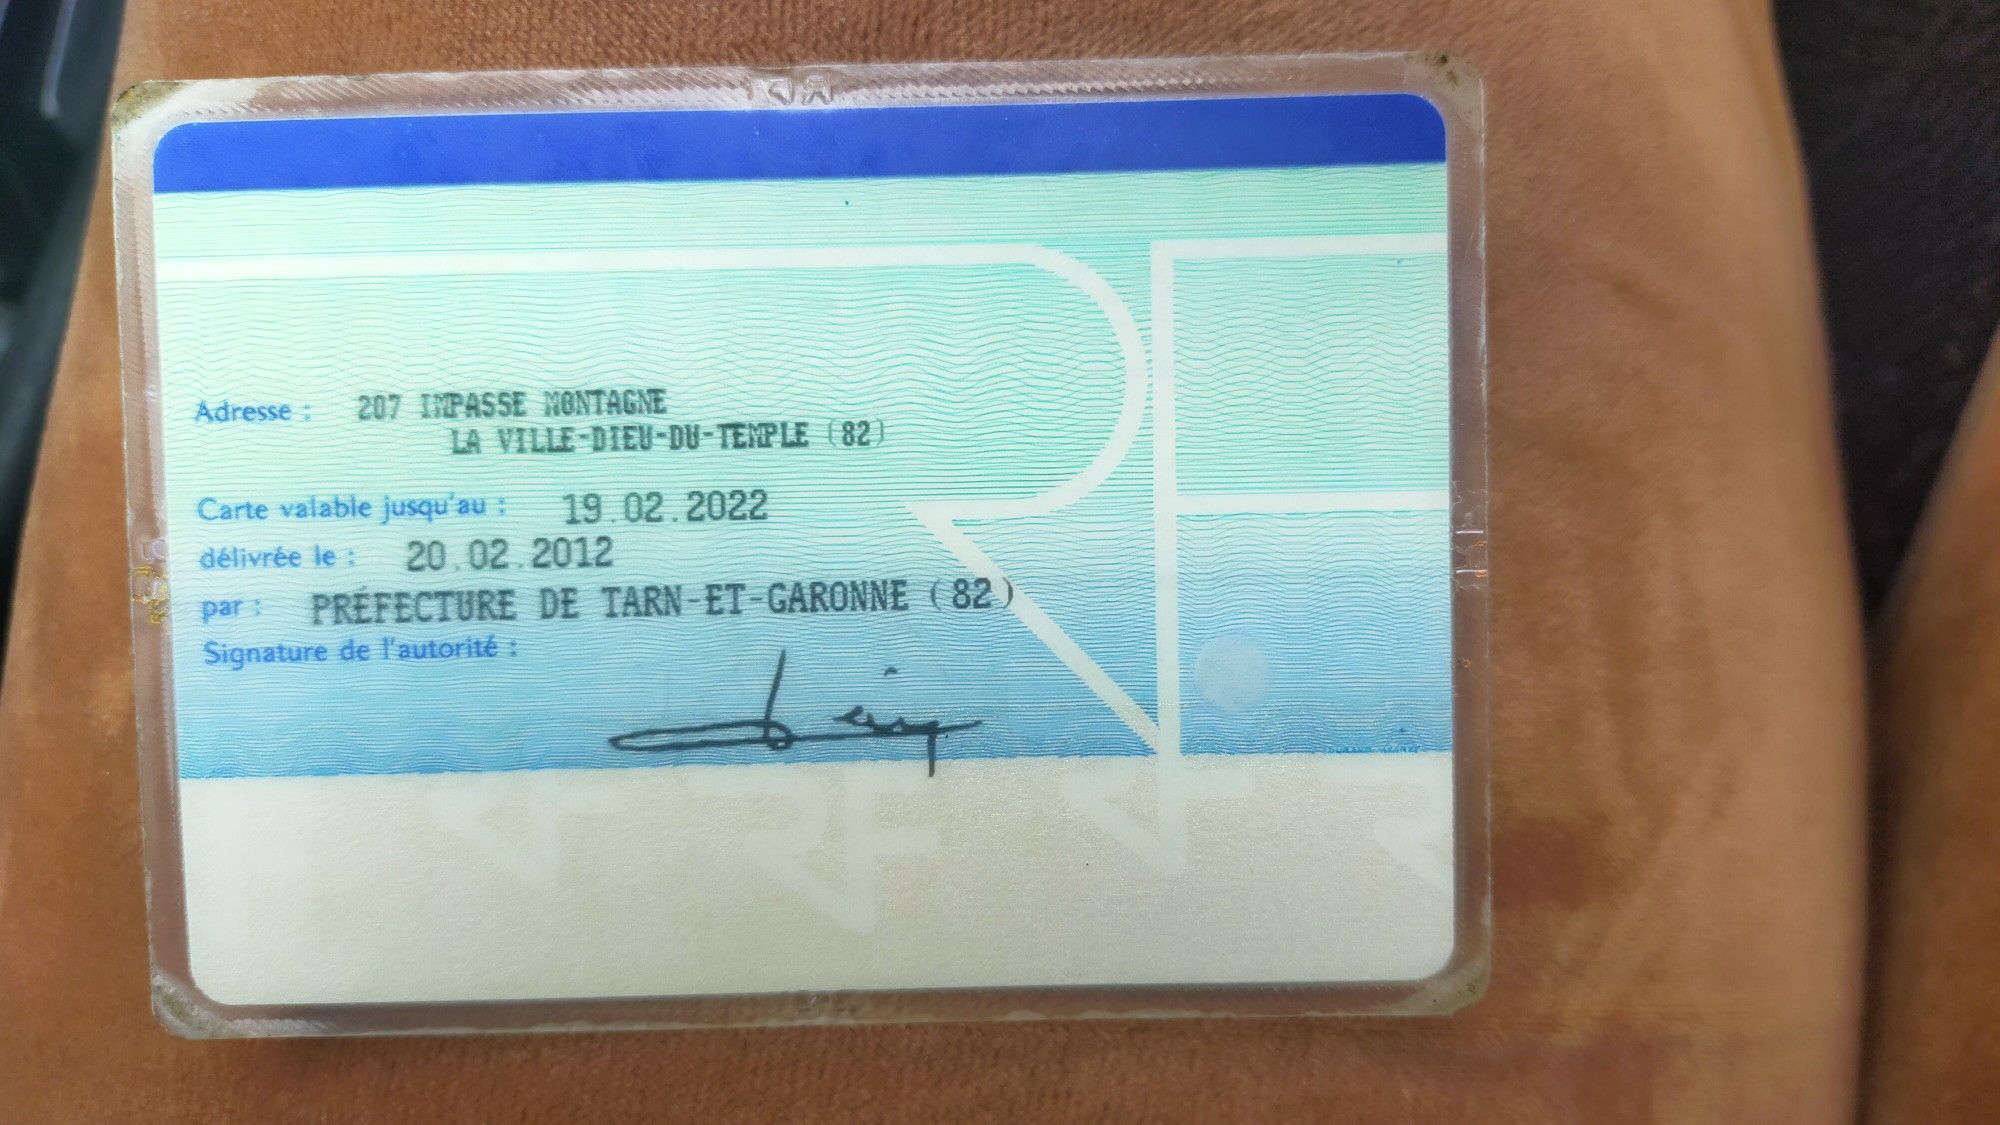 Adresse : 207 IMPASSE MONTAGNE
LA VILLE-DIEU-DU-TEMPLE (82)
Carte valable jusqu'au : 19.02.2022
délivrée le : 20.02.2012
par : PRÉFECTURE DE TARN-ET-GARONNE (82)
Signature de l'autorité :
RF